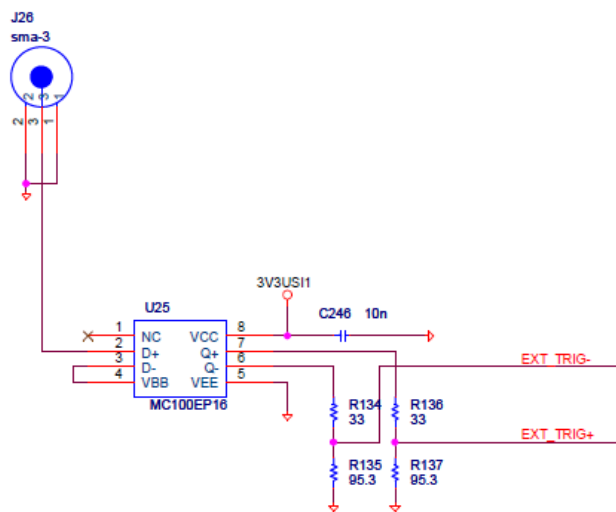 J26
sma-3
2 3 1
2 3 1
3V3USI1
U25
C246 10n
1 NC VCC 8
2 D+ Q+ 7
3 D- Q- 6
4 VBB VEE 5
MC100EP16
EXT_TRIG-
R134 R136
33 33
EXT_TRIG+
R135 R137
95.3 95.3